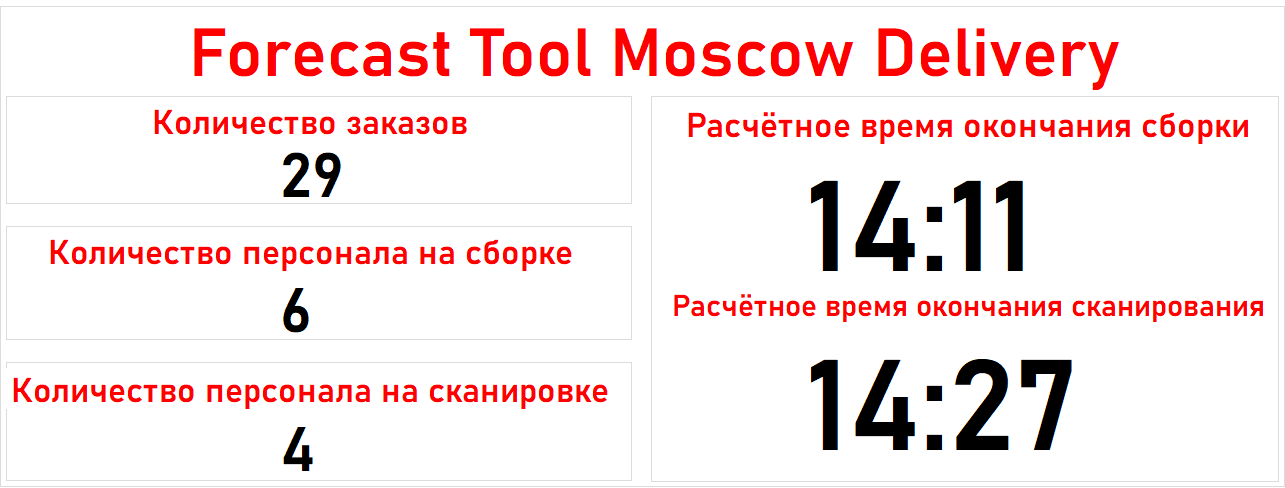 Forecast Tool Moscow Delivery
Количество заказов
29
Количество персонала на сборке
6
Количество персонала на сканировке
4
Расчётное время окончания сборки
14:11
Расчётное время окончания сканирования
14:27